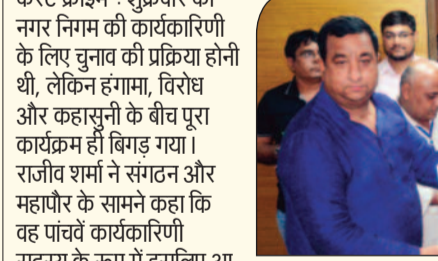 नगर निगम की कार्यकारिणी
के लिए चुनाव की प्रक्रिया होनी
थी, लेकिन हंगामा, विरोध
और कहासुनी के बीच पूरा
कार्यक्रम ही बिगड़ गया।
राजीव शर्मा ने संगठन और
महापौर के सामने कहा कि
वह पांचवें कार्यकारिणी